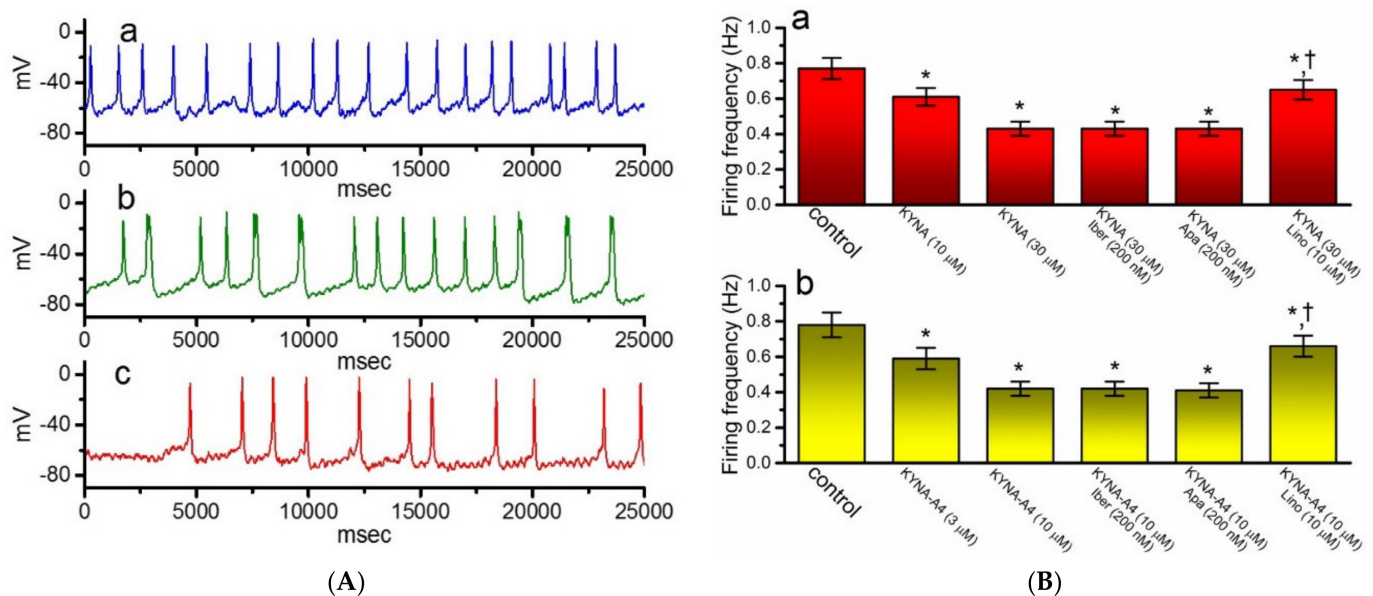 a
0
-40
-80
mV
0 5000 10000 15000 20000 25000
msec
b
0
-40
-80
mV
0 5000 10000 15000 20000 25000
msec
c
0
-40
-80
mV
0 5000 10000 15000 20000 25000
msec
(A)
a
Firing frequency (Hz)
1.0
0.8
0.6
0.4
0.2
0.0
* * * * *,†
control
KYNA (10 μM)
KYNA (30 μM)
KYNA (30 μM)
Iber (200 nM)
KYNA (30 μM)
Apa (200 nM)
KYNA (30 μM)
Lino (10 μM)
b
Firing frequency (Hz)
1.0
0.8
0.6
0.4
0.2
0.0
* * * * *,†
control
KYNA-A4 (3 μM)
KYNA-A4 (10 μM)
KYNA-A4 (10 μM)
Iber (200 nM)
KYNA-A4 (10 μM)
Apa (200 nM)
KYNA-A4 (10 μM)
Lino (10 μM)
(B)